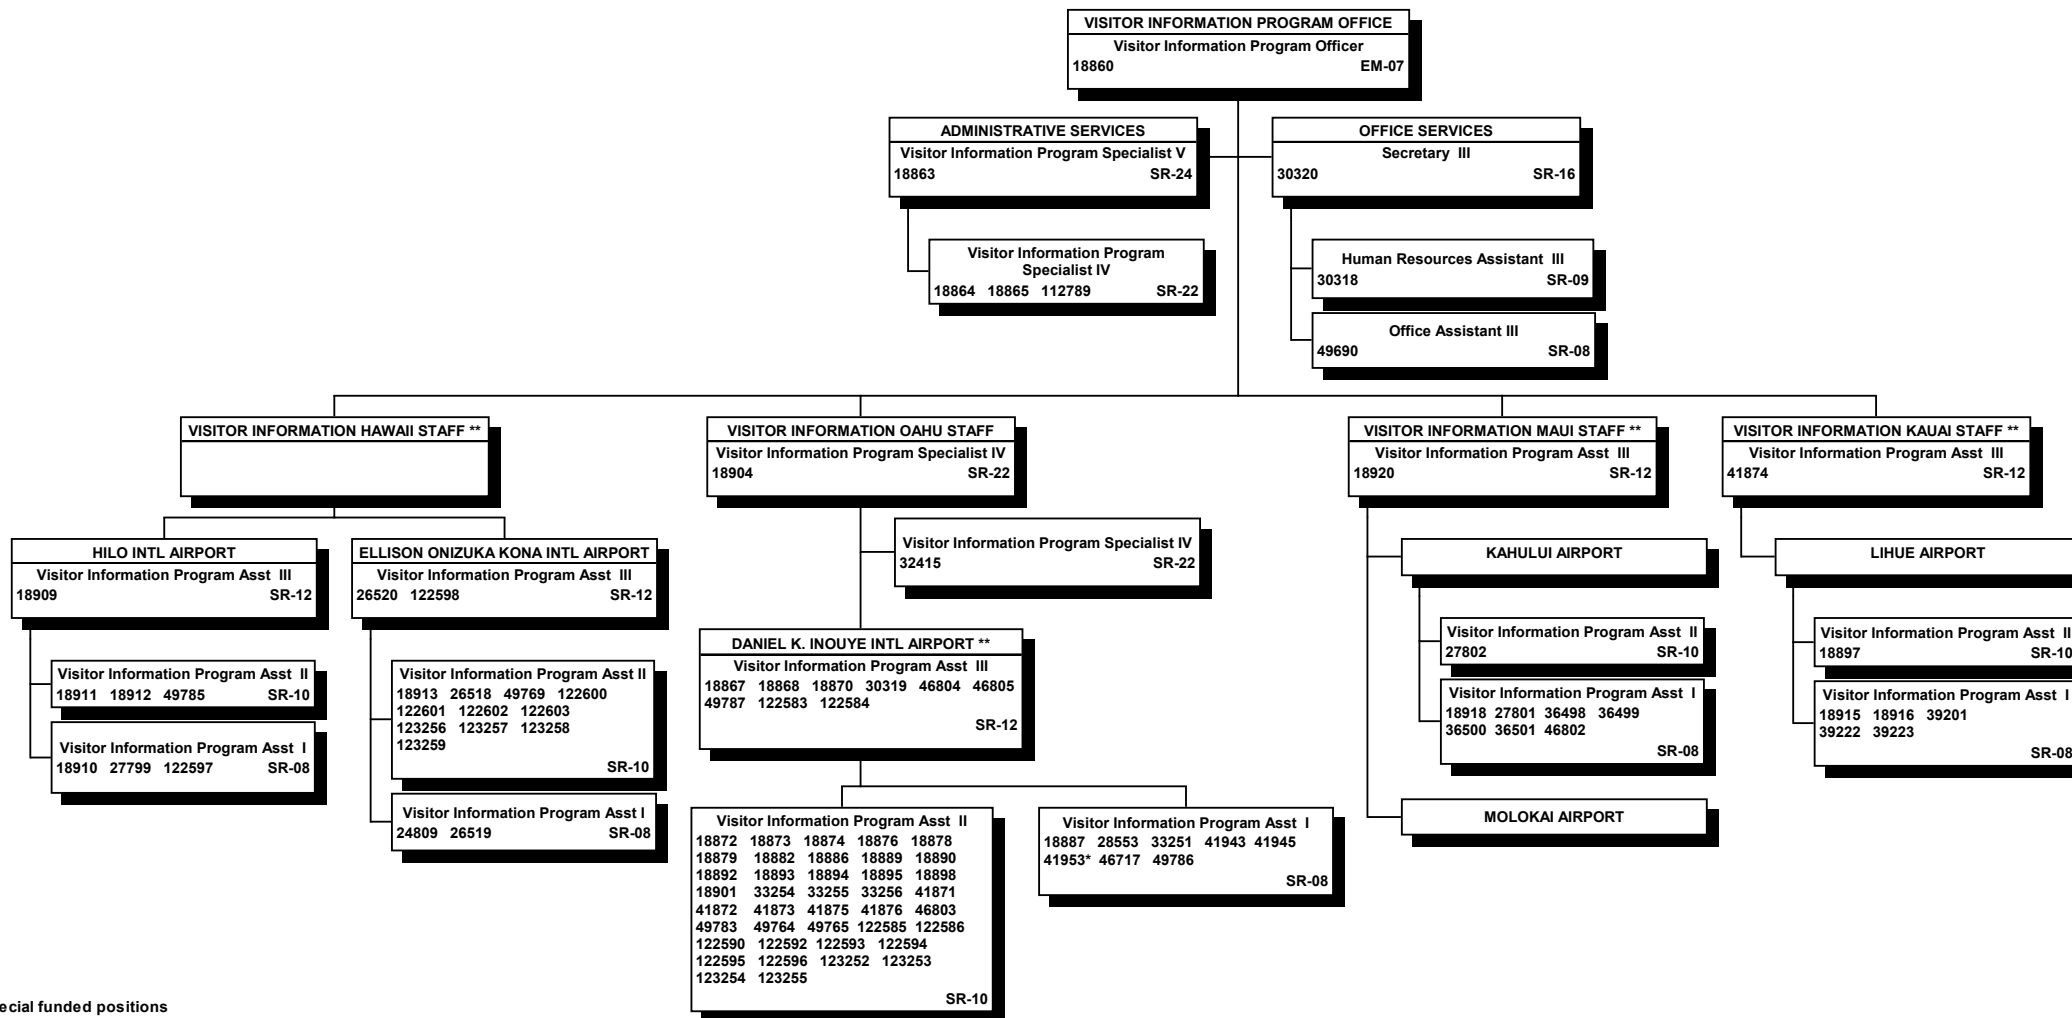 VISITOR INFORMATION PROGRAM OFFICE
Visitor Information Program Officer
18860 EM-07
ADMINISTRATIVE SERVICES
Visitor Information Program Specialist V
18863 SR-24
OFFICE SERVICES
Secretary III
30320 SR-16
Visitor Information Program
Specialist IV
18864 18865 112789 SR-22
Human Resources Assistant III
30318 SR-09
Office Assistant III
49690 SR-08
VISITOR INFORMATION HAWAII STAFF **
VISITOR INFORMATION OAHU STAFF
Visitor Information Program Specialist IV
18904 SR-22
VISITOR INFORMATION MAUI STAFF **
Visitor Information Program Asst III
18920 SR-12
VISITOR INFORMATION KAUAI STAFF **
Visitor Information Program Asst III
41874 SR-12
HILO INTL AIRPORT
Visitor Information Program Asst III
18909 SR-12
ELLISON ONIZUKA KONA INTL AIRPORT
Visitor Information Program Asst III
26520 122598 SR-12
Visitor Information Program Specialist IV
32415 SR-22
KAHULUI AIRPORT
LIHUE AIRPORT
Visitor Information Program Asst II
18911 18912 49785 SR-10
Visitor Information Program Asst I
18910 27799 122597 SR-08
Visitor Information Program Asst II
18913 26518 49769 122600
122601 122602 122603
123256 123257 123258
123259
SR-10
Visitor Information Program Asst I
24809 26519 SR-08
DANIEL K. INOUYE INTL AIRPORT **
Visitor Information Program Asst III
18867 18868 18870 30319 46804 46805
49787 122583 122584
SR-12
Visitor Information Program Asst II
27802 SR-10
Visitor Information Program Asst I
18918 27801 36498 36499
36500 36501 46802
SR-08
MOLOKAI AIRPORT
Visitor Information Program Asst II
18897 SR-10
Visitor Information Program Asst I
18915 18916 39201
39222 39223
SR-08
Visitor Information Program Asst II
18872 18873 18874 18876 18878
18879 18882 18886 18889 18890
18892 18893 18894 18895 18898
18901 33254 33255 33256 41871
41872 41873 41875 41876 46803
49783 49764 49765 122585 122586
122590 122592 122593 122594
122595 122596 123252 123253
123254 123255
SR-10
Visitor Information Program Asst I
18887 28553 33251 41943 41945
41953* 46717 49786
SR-08
ecial funded positions